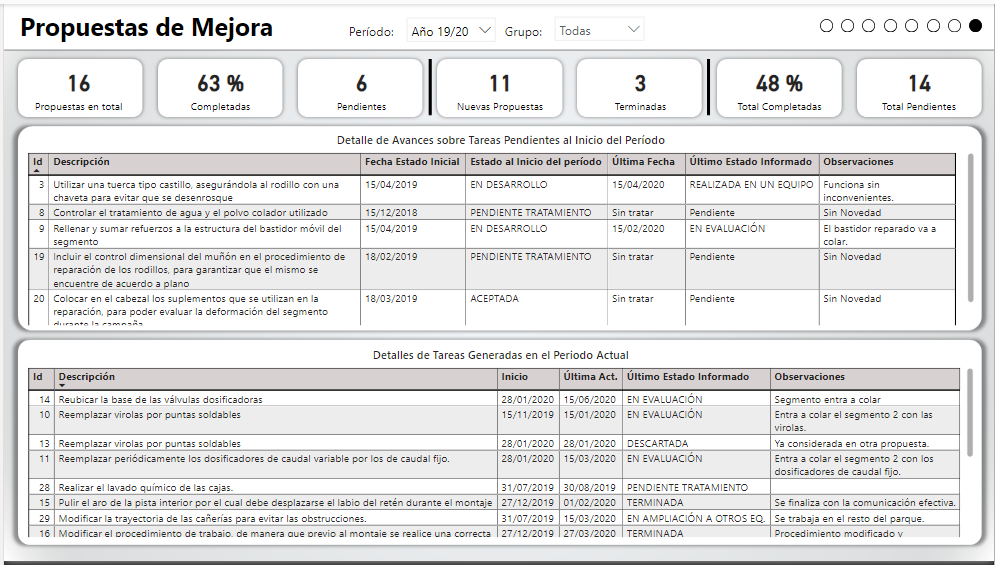 Propuestas de Mejora
Período: Año 19/20 Grupo: Todas
16 63 % 6 11 3 48 % 14
Propuestas en total Completadas Pendientes Nuevas Propuestas Terminadas Total Completadas Total Pendientes
Detalle de Avances sobre Tareas Pendientes al Inicio del Período
Id Descripción Fecha Estado Inicial Estado al Inicio del período Última Fecha Último Estado Informado Observaciones
3 Utilizar una tuerca tipo castillo, asegurándola al rodillo con una 15/04/2019 EN DESARROLLO 15/04/2020 REALIZADA EN UN EQUIPO Funciona sin
chaveta para evitar que se desenrosque inconvenientes.
8 Controlar el tratamiento de agua y el polvo colador utilizado 15/12/2018 PENDIENTE TRATAMIENTO Sin tratar Pendiente Sin Novedad
9 Rellenar y sumar refuerzos a la estructura del bastidor móvil del 15/04/2019 EN DESARROLLO 15/02/2020 EN EVALUACIÓN El bastidor reparado va a
segmento colar.
19 Incluir el control dimensional del muñón en el procedimiento de 18/02/2019 PENDIENTE TRATAMIENTO Sin tratar Pendiente Sin Novedad
reparación de los rodillos, para garantizar que el mismo se
encuentre de acuerdo a plano
20 Colocar en el cabezal los suplementos que se utilizan en la 18/03/2019 ACEPTADA Sin tratar Pendiente Sin Novedad
reparación, para poder evaluar la deformación del segmento
durante la campaña
Detalles de Tareas Generadas en el Periodo Actual
Id Descripción Inicio Última Act. Último Estado Informado Observaciones
14 Reubicar la base de las válvulas dosificadoras 28/01/2020 15/06/2020 EN EVALUACIÓN Segmento entra a colar
10 Reemplazar virolas por puntas soldables 15/11/2019 15/01/2020 EN EVALUACIÓN Entra a colar el segmento 2 con las
virolas.
13 Reemplazar virolas por puntas soldables 28/01/2020 28/01/2020 DESCARTADA Ya considerada en otra propuesta.
11 Reemplazar periódicamente los dosificadores de caudal variable por los de caudal fijo. 28/01/2020 15/03/2020 EN EVALUACIÓN Entra a colar el segmento 2 con los
dosificadores de caudal fijo.
28 Realizar el lavado químico de las cajas. 31/07/2019 30/08/2019 PENDIENTE TRATAMIENTO
15 Pulir el aro de la pista interior por el cual debe desplazarse el labio del retén durante el montaje 27/12/2019 01/02/2020 TERMINADA Se finaliza con la comunicación efectiva.
29 Modificar la trayectoria de las cañerías para evitar las obstrucciones. 31/07/2019 15/03/2020 EN AMPLIACIÓN A OTROS EQ. Se trabaja en el resto del parque.
16 Modificar el procedimiento de trabajo, de manera que previo al montaje se realice una correcta 27/12/2019 27/03/2020 TERMINADA Procedimiento modificado y